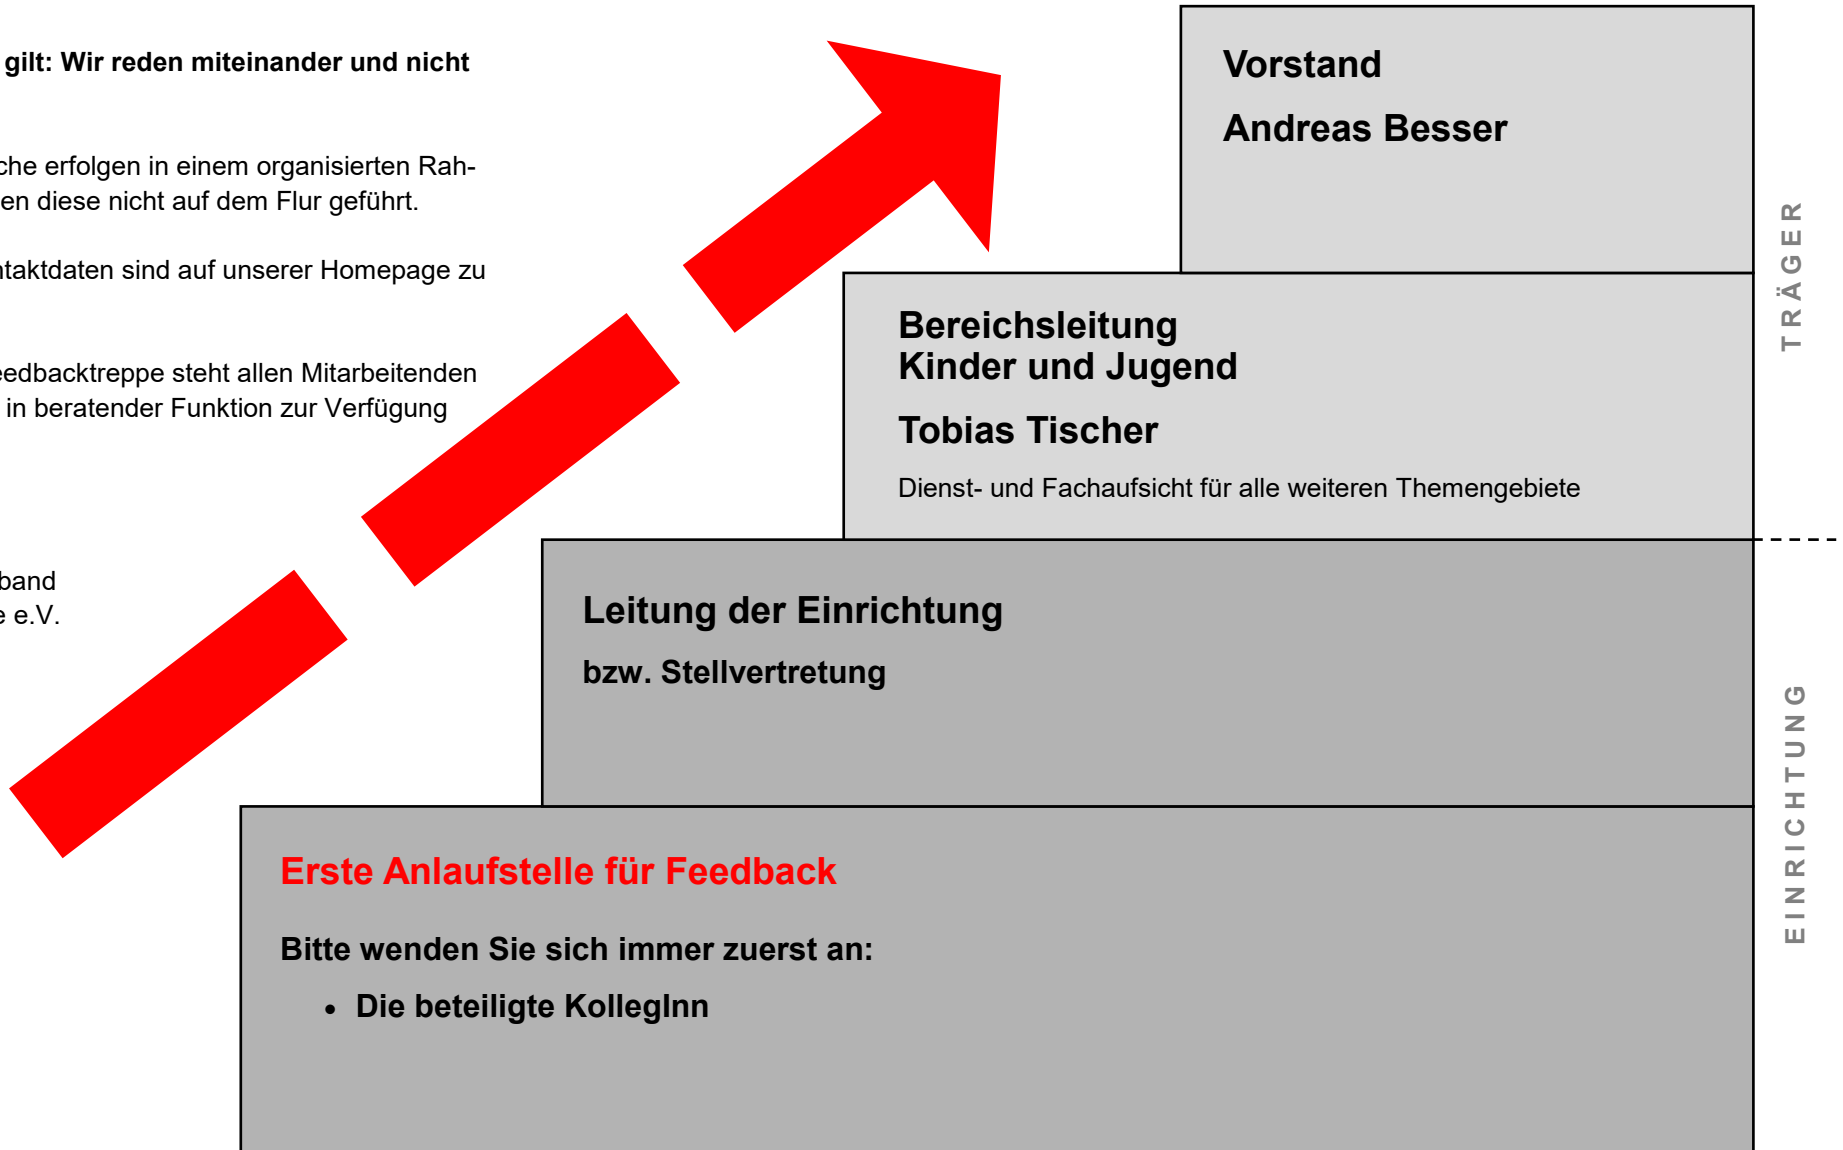 gilt: Wir reden miteinander und nicht
che erfolgen in einem organisierten Rah-
en diese nicht auf dem Flur geführt.
ntaktdaten sind auf unserer Homepage zu
eedbacktreppe steht allen Mitarbeitenden
in beratender Funktion zur Verfügung
band
e e.V.
Vorstand
Andreas Besser
Bereichsleitung
Kinder und Jugend
Tobias Tischer
Dienst- und Fachaufsicht für alle weiteren Themengebiete
Leitung der Einrichtung
bzw. Stellvertretung
Erste Anlaufstelle für Feedback
Bitte wenden Sie sich immer zuerst an:
• Die beteiligte KollegInn
TRÄGER
EINRICHTUNG